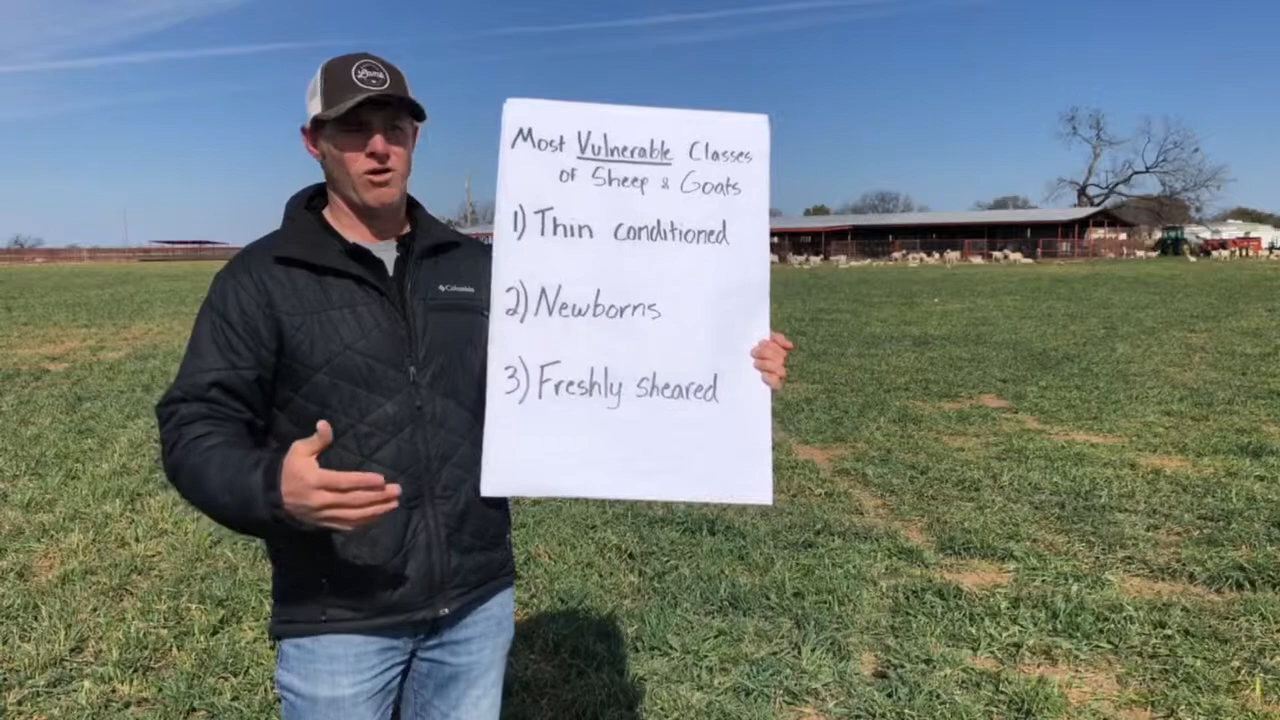 Most Vulnerable Classes
of Sheep & Goats
1) Thin conditioned
2) Newborns
3) Freshly sheared
Columbia